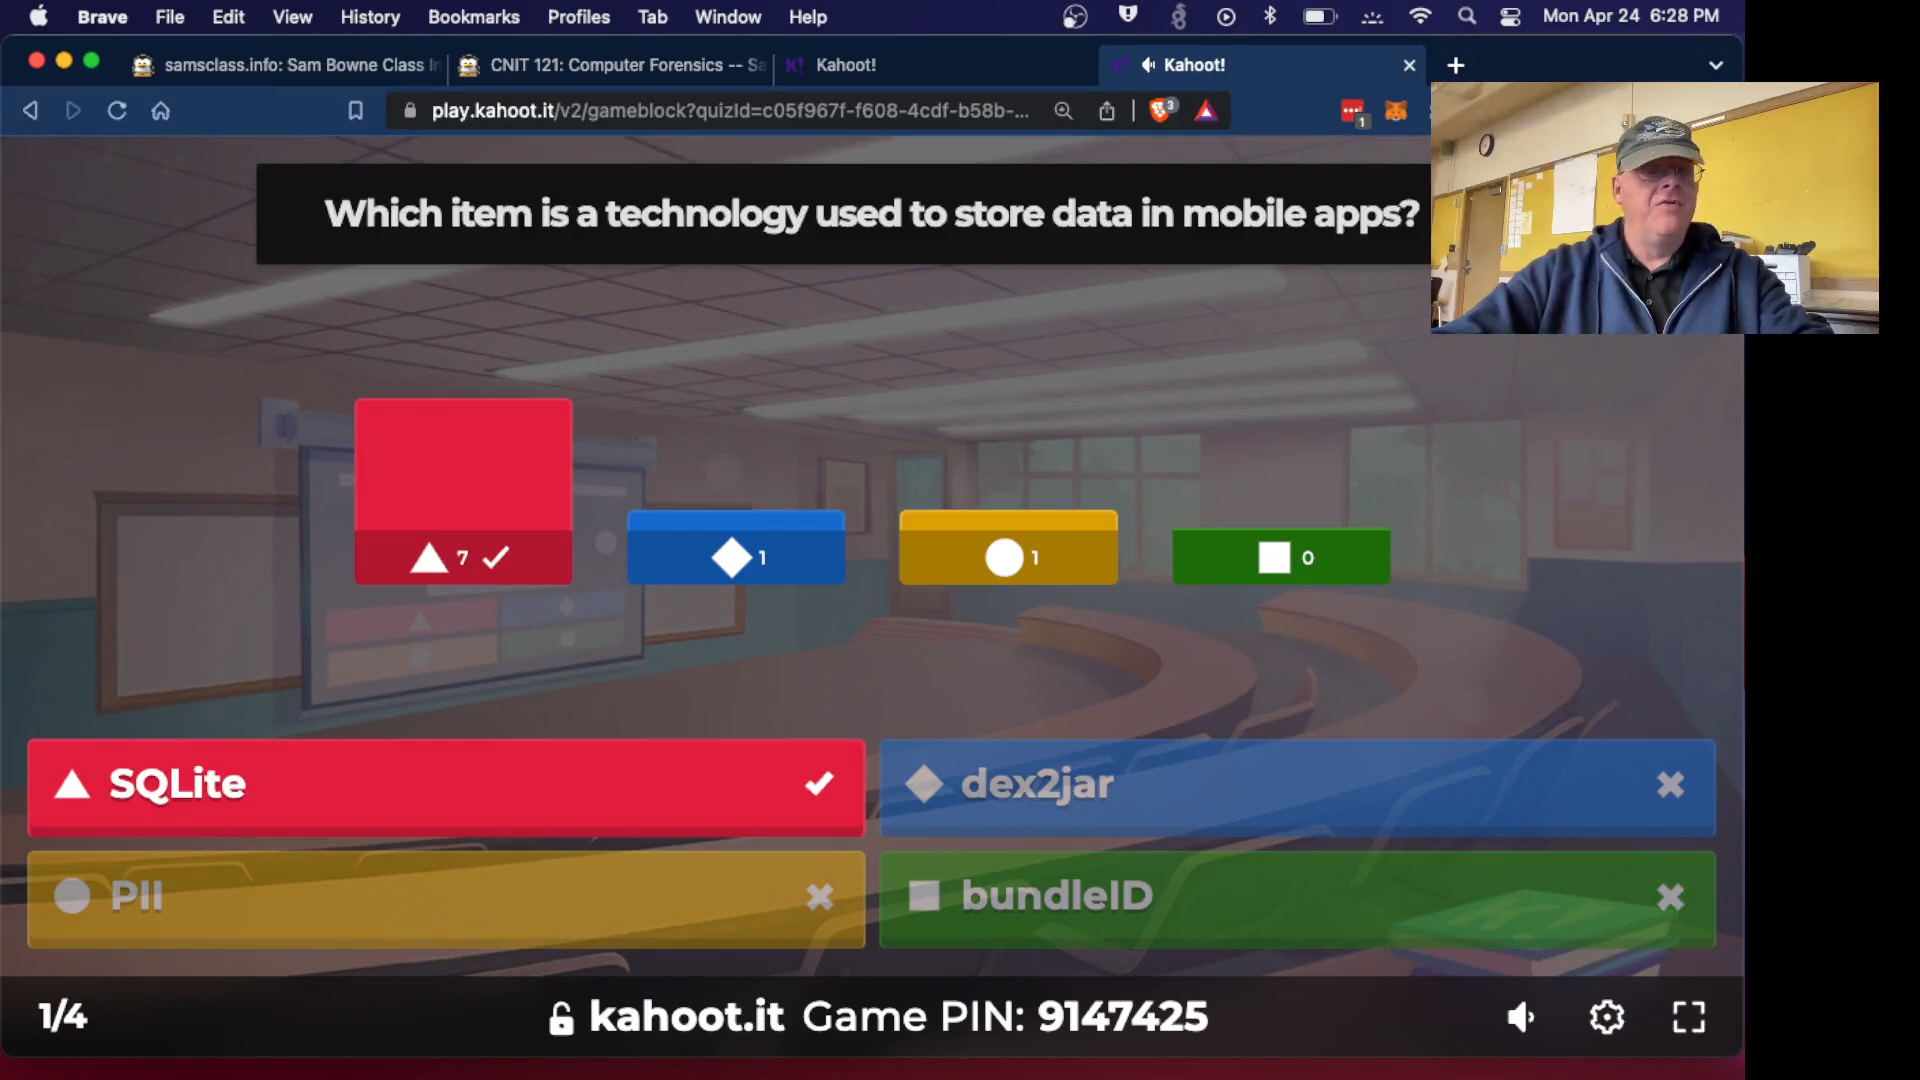 Brave File Edit View History Bookmarks Profiles Tab Window Help Mon Apr 24 6:28 PM
samsclass.info: Sam Bowne Class In CNIT 121: Computer Forensics -- Sa Kahoot! Kahoot!
play.kahoot.it/v2/gameblock?quizId=c05f967f-f608-4cdf-b58b-... 3 1
Which item is a technology used to store data in mobile apps?
7 1 1 0
SQLite dex2jar
PII bundleID
1/4 kahoot.it Game PIN: 9147425